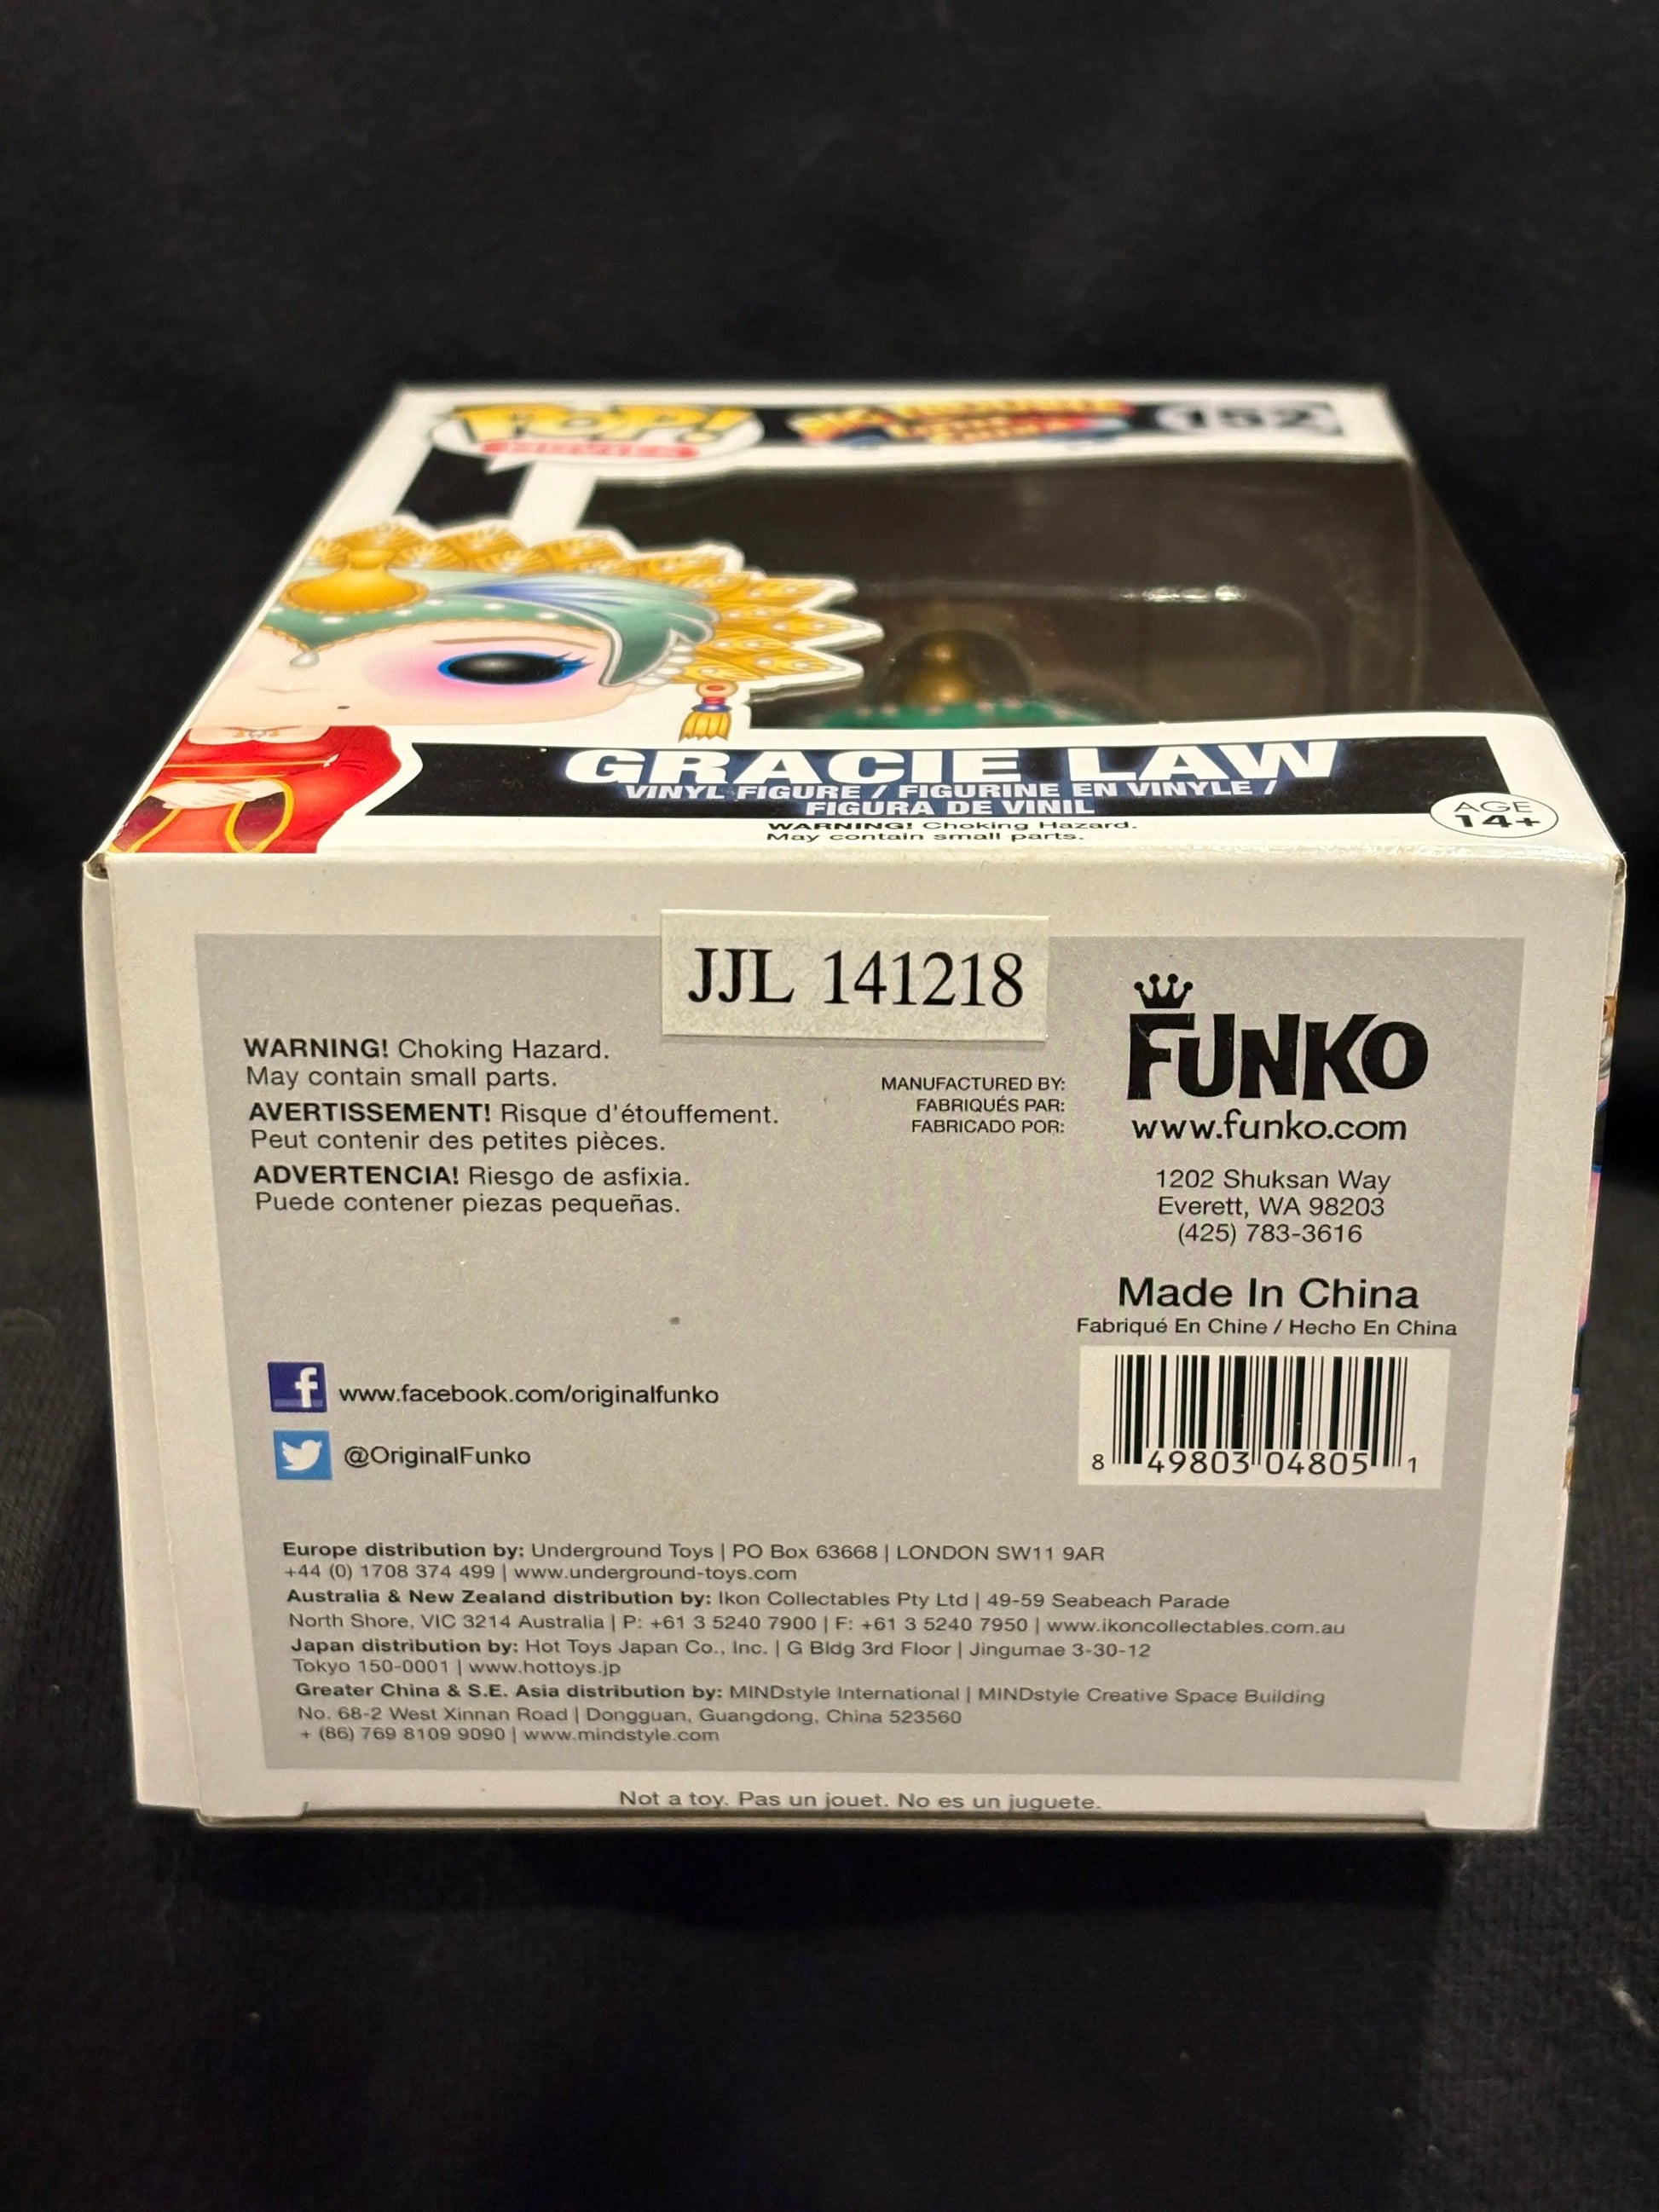 POP!
MOVIES
BIG TROUBLE
IN LITTLE
CHINA
152
GRACIE LAW
VINYL FIGURE / FIGURINE EN VINYLE /
FIGURA DE VINIL
WARNING! Choking Hazard.
May contain small parts.
AGE
14+
JJL 141218
WARNING! Choking Hazard.
May contain small parts.
AVERTISSEMENT! Risque d'étouffement.
Peut contenir des petites pièces.
ADVERTENCIA! Riesgo de asfixia.
Puede contener piezas pequeñas.
MANUFACTURED BY:
FABRIQUÉS PAR:
FABRICADO POR:
FUNKO
www.funko.com
1202 Shuksan Way
Everett, WA 98203
(425) 783-3616
Made In China
Fabriqué En Chine / Hecho En China
8 49803 04805 1
f www.facebook.com/originalfunko
@OriginalFunko
Europe distribution by: Underground Toys | PO Box 63668 | LONDON SW11 9AR
+44 (0) 1708 374 499 | www.underground-toys.com
Australia & New Zealand distribution by: Ikon Collectables Pty Ltd | 49-59 Seabeach Parade
North Shore, VIC 3214 Australia | P: +61 3 5240 7900 | F: +61 3 5240 7950 | www.ikoncollectables.com.au
Japan distribution by: Hot Toys Japan Co., Inc. | G Bldg 3rd Floor | Jingumae 3-30-12
Tokyo 150-0001 | www.hottoys.jp
Greater China & S.E. Asia distribution by: MINDstyle International | MINDstyle Creative Space Building
No. 68-2 West Xinnan Road | Dongguan, Guangdong, China 523560
+ (86) 769 8109 9090 | www.mindstyle.com
Not a toy. Pas un jouet. No es un juguete.